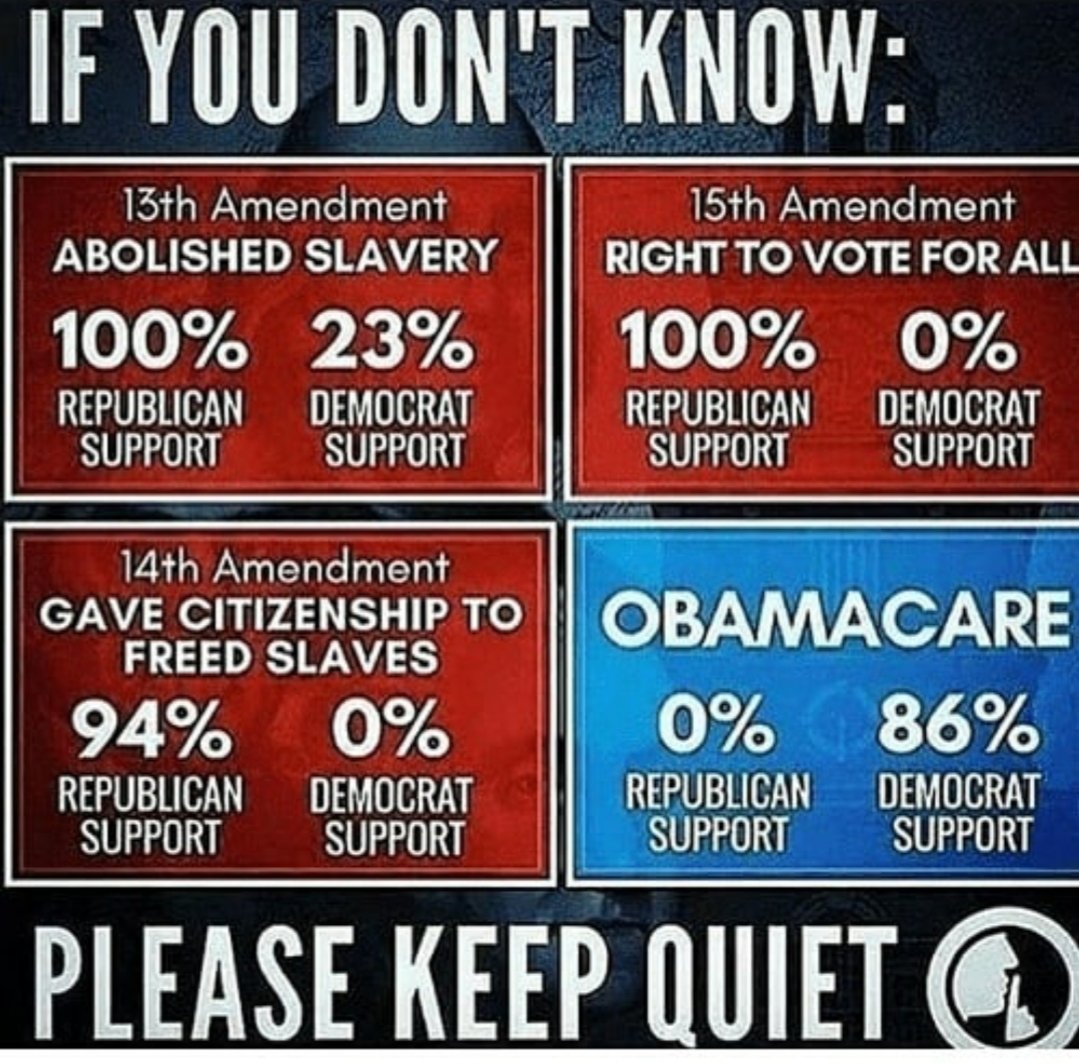 IF YOU DON'T KNOW:
13th Amendment
ABOLISHED SLAVERY
100% 23%
REPUBLICAN DEMOCRAT
SUPPORT SUPPORT
15th Amendment
RIGHT TO VOTE FOR ALL
100% 0%
REPUBLICAN DEMOCRAT
SUPPORT SUPPORT
14th Amendment
GAVE CITIZENSHIP TO
FREED SLAVES
94% 0%
REPUBLICAN DEMOCRAT
SUPPORT SUPPORT
OBAMACARE
0% 86%
REPUBLICAN DEMOCRAT
SUPPORT SUPPORT
PLEASE KEEP QUIET